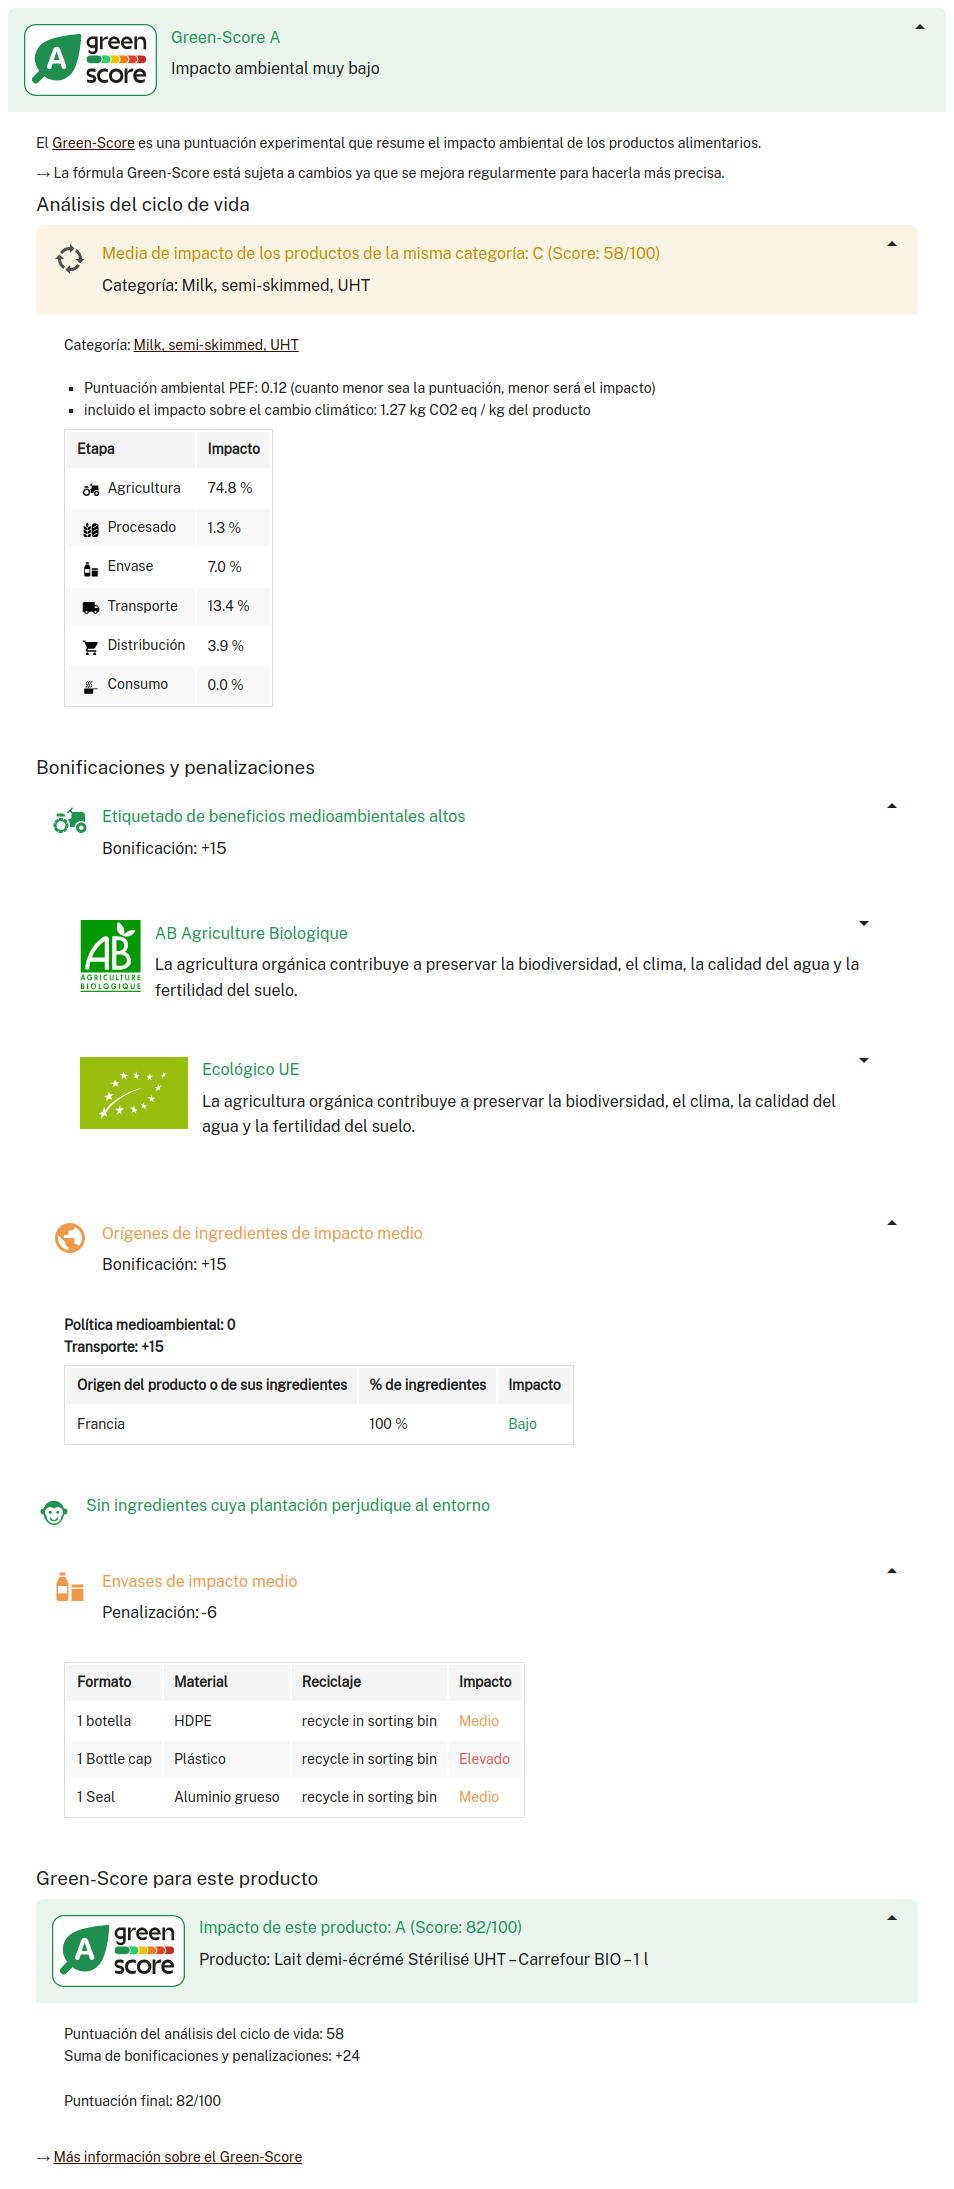 A green score
Green-Score A
Impacto ambiental muy bajo
El Green-Score es una puntuación experimental que resume el impacto ambiental de los productos alimentarios.
→ La fórmula Green-Score está sujeta a cambios ya que se mejora regularmente para hacerla más precisa.
Análisis del ciclo de vida
Media de impacto de los productos de la misma categoría: C (Score: 58/100)
Categoría: Milk, semi-skimmed, UHT
Categoría: Milk, semi-skimmed, UHT
▪ Puntuación ambiental PEF: 0.12 (cuanto menor sea la puntuación, menor será el impacto)
▪ incluido el impacto sobre el cambio climático: 1.27 kg CO2 eq / kg del producto
Etapa Impacto
Agricultura 74.8 %
Procesado 1.3 %
Envase 7.0 %
Transporte 13.4 %
Distribución 3.9 %
Consumo 0.0 %
Bonificaciones y penalizaciones
Etiquetado de beneficios medioambientales altos
Bonificación: +15
AB
AGRICULTURE
BIOLOGIQUE
AB Agriculture Biologique
La agricultura orgánica contribuye a preservar la biodiversidad, el clima, la calidad del agua y la
fertilidad del suelo.
Ecológico UE
La agricultura orgánica contribuye a preservar la biodiversidad, el clima, la calidad del
agua y la fertilidad del suelo.
Orígenes de ingredientes de impacto medio
Bonificación: +15
Política medioambiental: 0
Transporte: +15
Origen del producto o de sus ingredientes % de ingredientes Impacto
Francia 100 % Bajo
Sin ingredientes cuya plantación perjudique al entorno
Envases de impacto medio
Penalización: -6
Formato Material Reciclaje Impacto
1 botella HDPE recycle in sorting bin Medio
1 Bottle cap Plástico recycle in sorting bin Elevado
1 Seal Aluminio grueso recycle in sorting bin Medio
Green-Score para este producto
A green score
Impacto de este producto: A (Score: 82/100)
Producto: Lait demi-écrémé Stérilisé UHT – Carrefour BIO – 1 l
Puntuación del análisis del ciclo de vida: 58
Suma de bonificaciones y penalizaciones: +24
Puntuación final: 82/100
→ Más información sobre el Green-Score